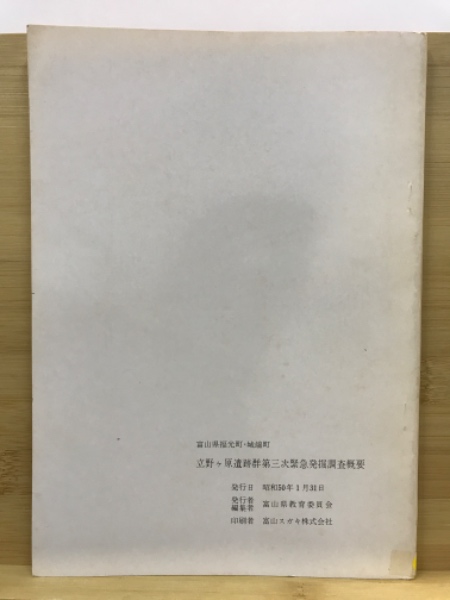 富山県福光町・城端町
立野ヶ原遺跡群第三次緊急発掘調査概要
発行日 昭和50年1月31日
発行者 編集者 富山県教育委員会
印刷者 富山スガキ株式会社